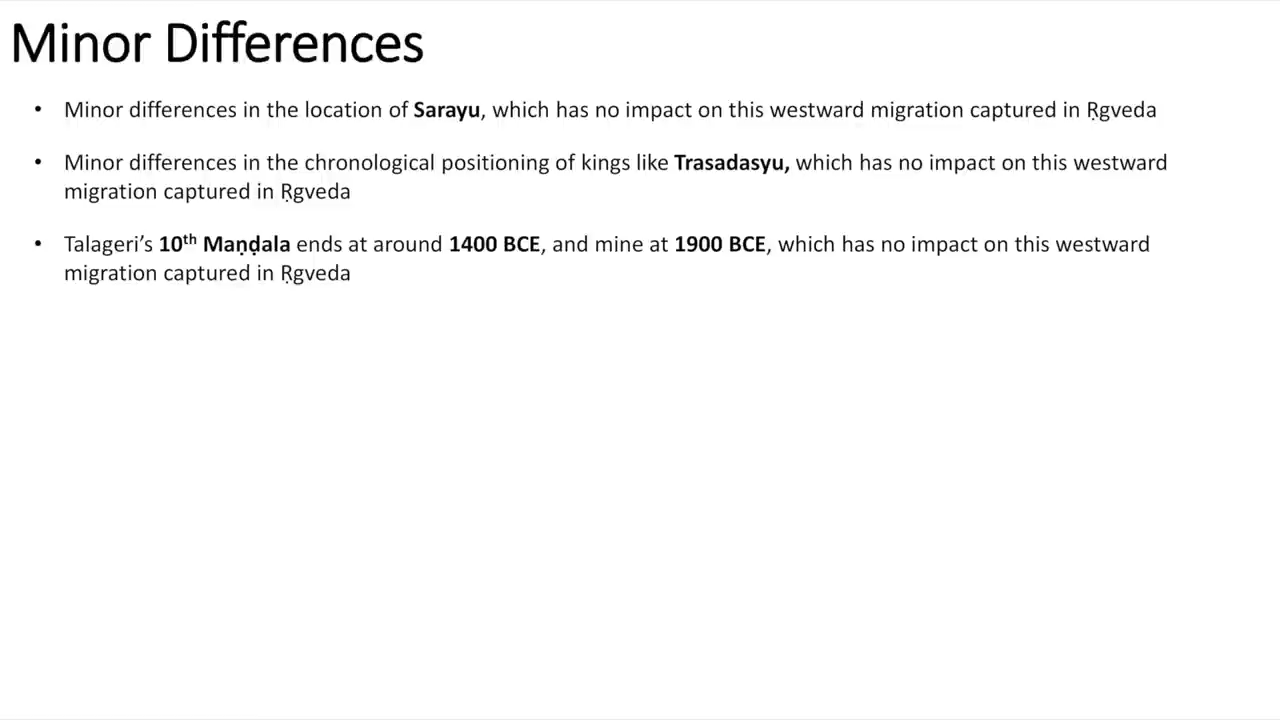 Minor Differences
• Minor differences in the location of Sarayu, which has no impact on this westward migration captured in Ṛgveda
• Minor differences in the chronological positioning of kings like Trasadasyu, which has no impact on this westward
migration captured in Ṛgveda
• Talageri’s 10th Maṇḍala ends at around 1400 BCE, and mine at 1900 BCE, which has no impact on this westward
migration captured in Ṛgveda